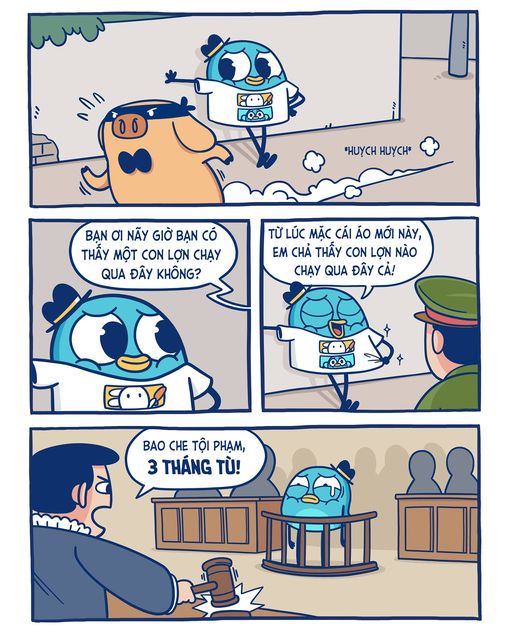 *HUỲCH HUỲCH*
BẠN ƠI NÃY GIỜ BẠN CÓ
THẤY MỘT CON LỢN CHẠY
QUA ĐÂY KHÔNG?
TỪ LÚC MẶC CÁI ÁO MỚI NÀY,
EM CHẢ THẤY CON LỢN NÀO
CHẠY QUA ĐÂY CẢ!
BAO CHE TỘI PHẠM,
3 THÁNG TÙ!